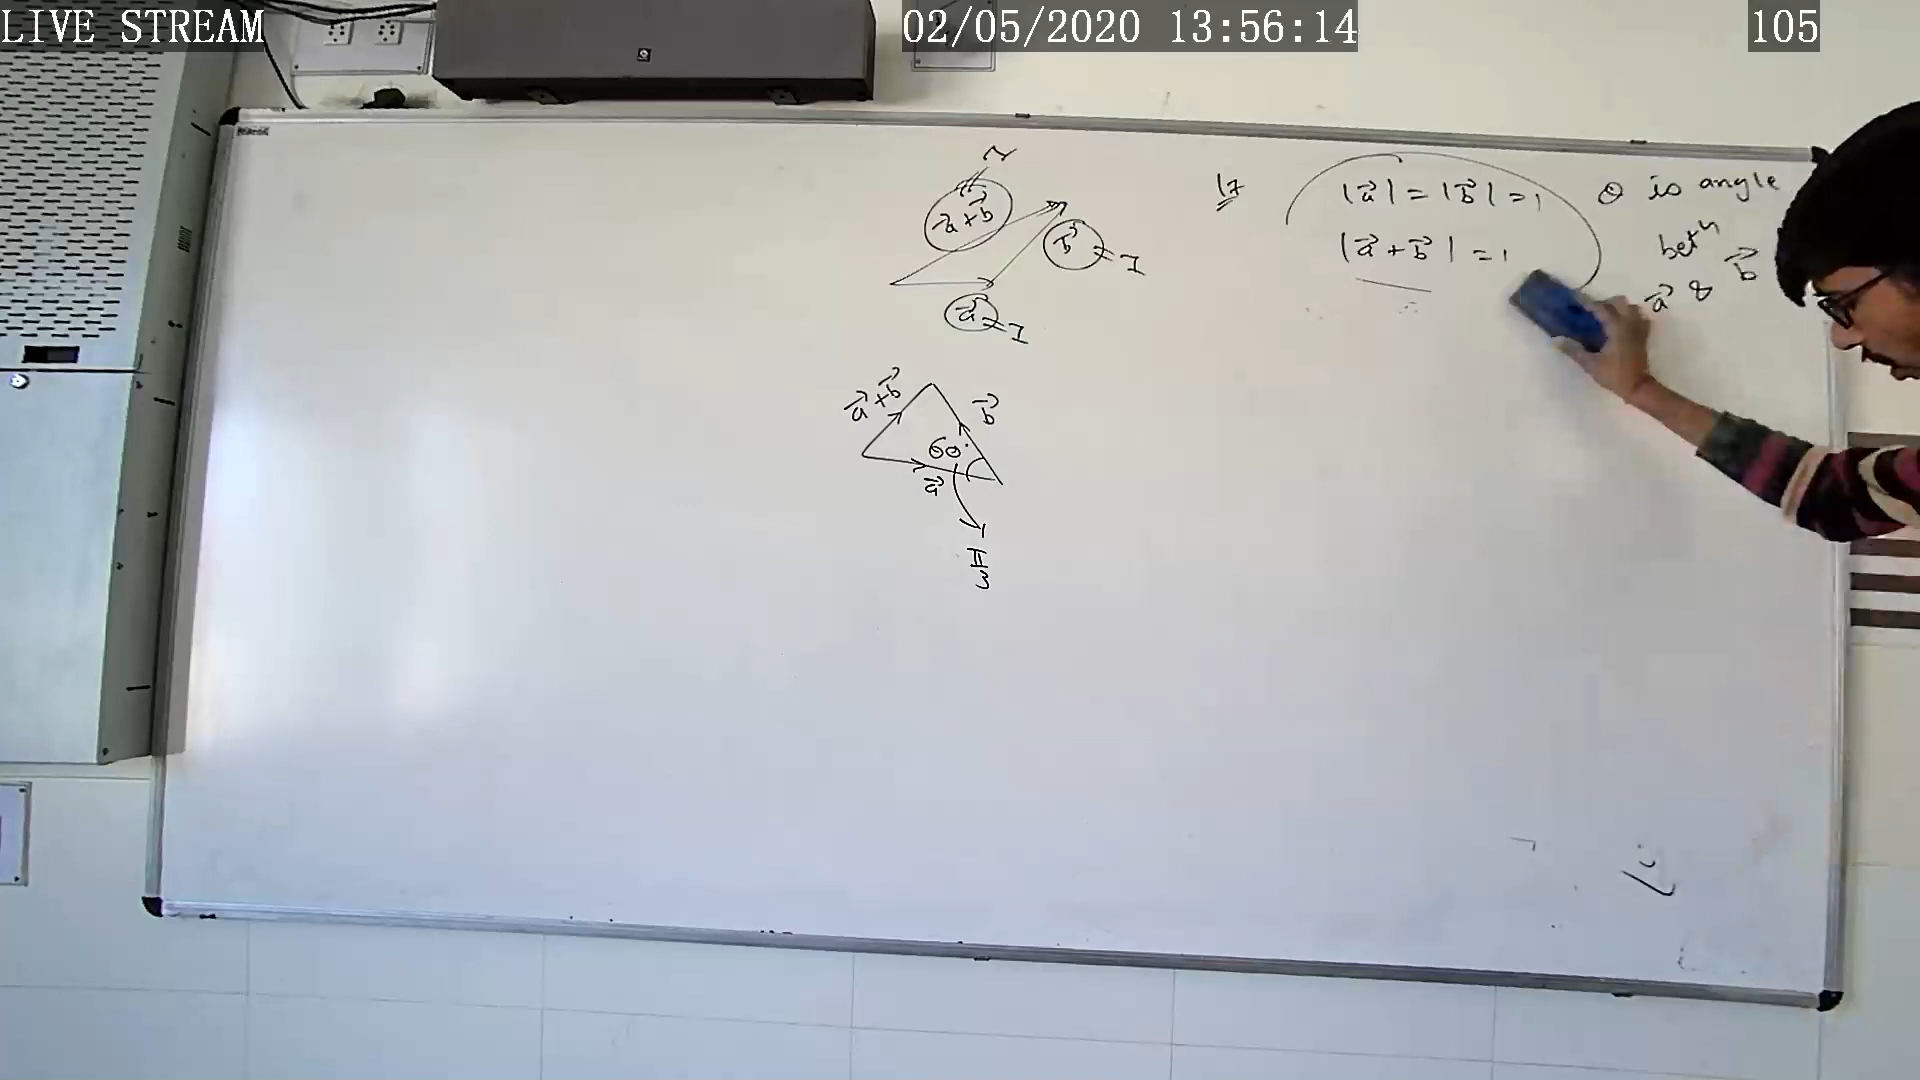 LIVE STREAM
02/05/2020 13:56:14
105
17
|a⃗| = |b⃗| = 1 θ is angle
|a⃗ + b⃗| = 1 betⁿ
a⃗ & b⃗
1
a⃗ + b⃗
b⃗ = 1
a⃗ = 1
a⃗ + b⃗
b⃗
60°
a⃗
π/3